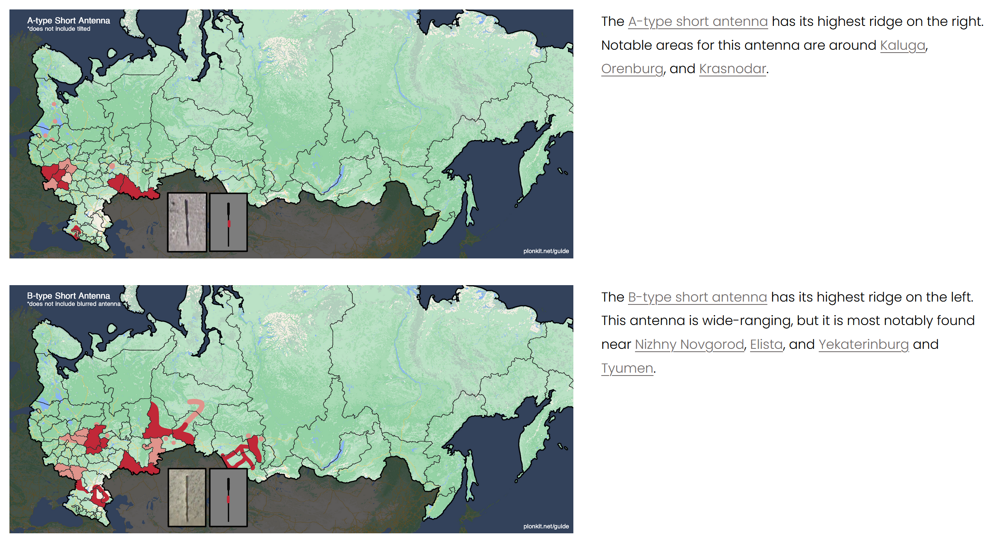 A-type Short Antenna
*does not include tilted
plonkit.net/guide
The A-type short antenna has its highest ridge on the right.
Notable areas for this antenna are around Kaluga,
Orenburg, and Krasnodar.
B-type Short Antenna
*does not include blurred antenna
plonkit.net/guide
The B-type short antenna has its highest ridge on the left.
This antenna is wide-ranging, but it is most notably found
near Nizhny Novgorod, Elista, and Yekaterinburg and
Tyumen.